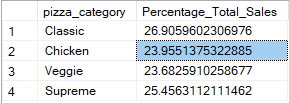 pizza_category Percentage_Total_Sales
1 Classic 26.9059602306976
2 Chicken 23.9551375322885
3 Veggie 23.6825910258677
4 Supreme 25.4563112111462